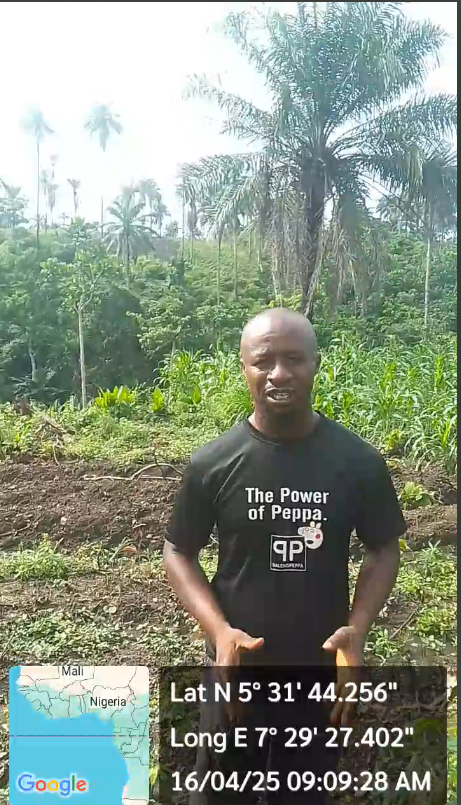 The Power
of Peppa.
PP
BALENOPEPPA
Mali
Nigeria
Google
Lat N 5° 31' 44.256"
Long E 7° 29' 27.402"
16/04/25 09:09:28 AM